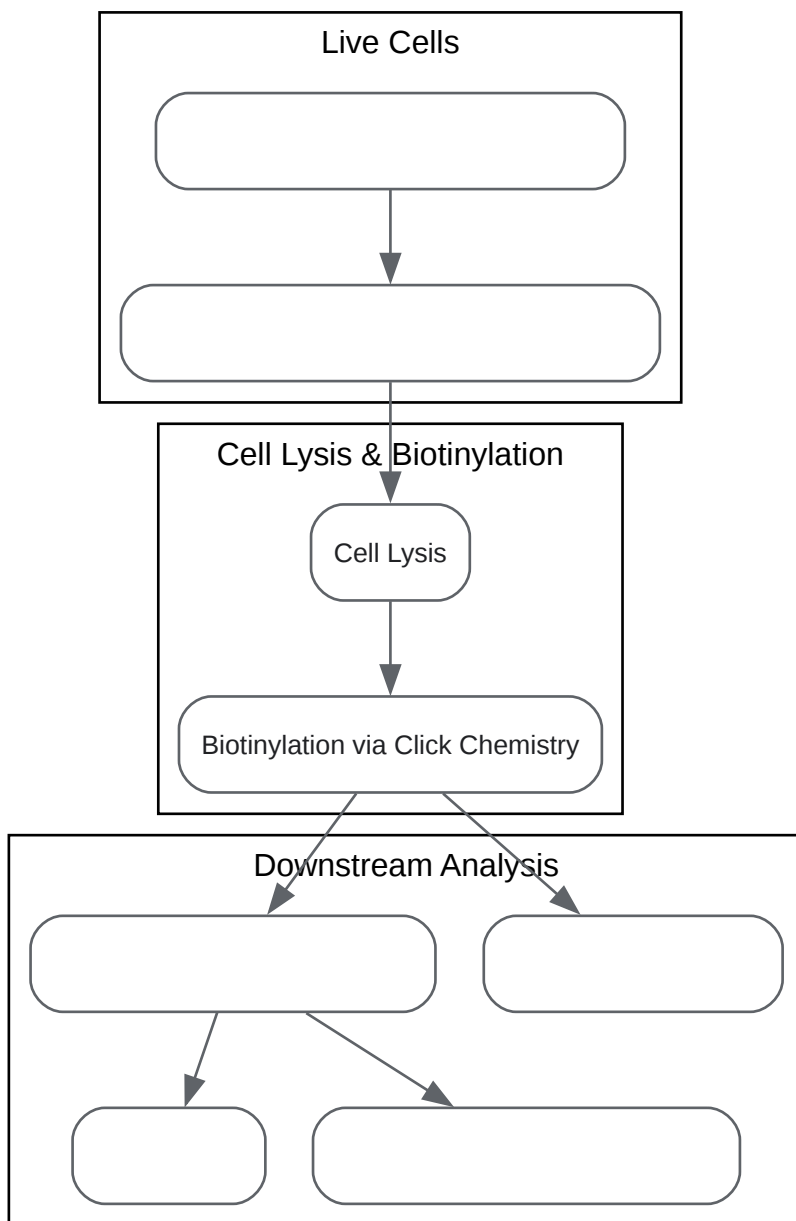 Live Cells
Cell Lysis & Biotinylation
Cell Lysis
Biotinylation via Click Chemistry
Downstream Analysis